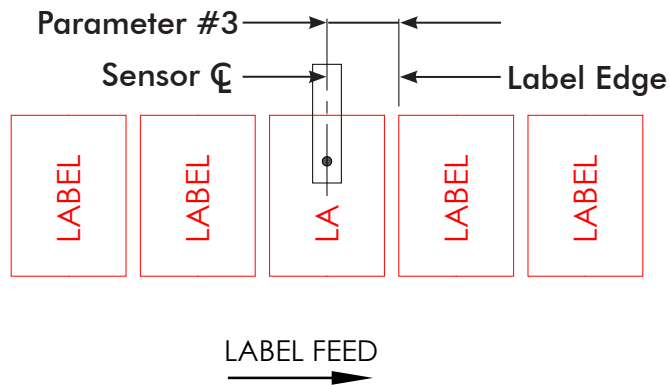 Parameter #3
Sensor ℄
Label Edge
LABEL
LABEL
LA
LABEL
LABEL
LABEL FEED